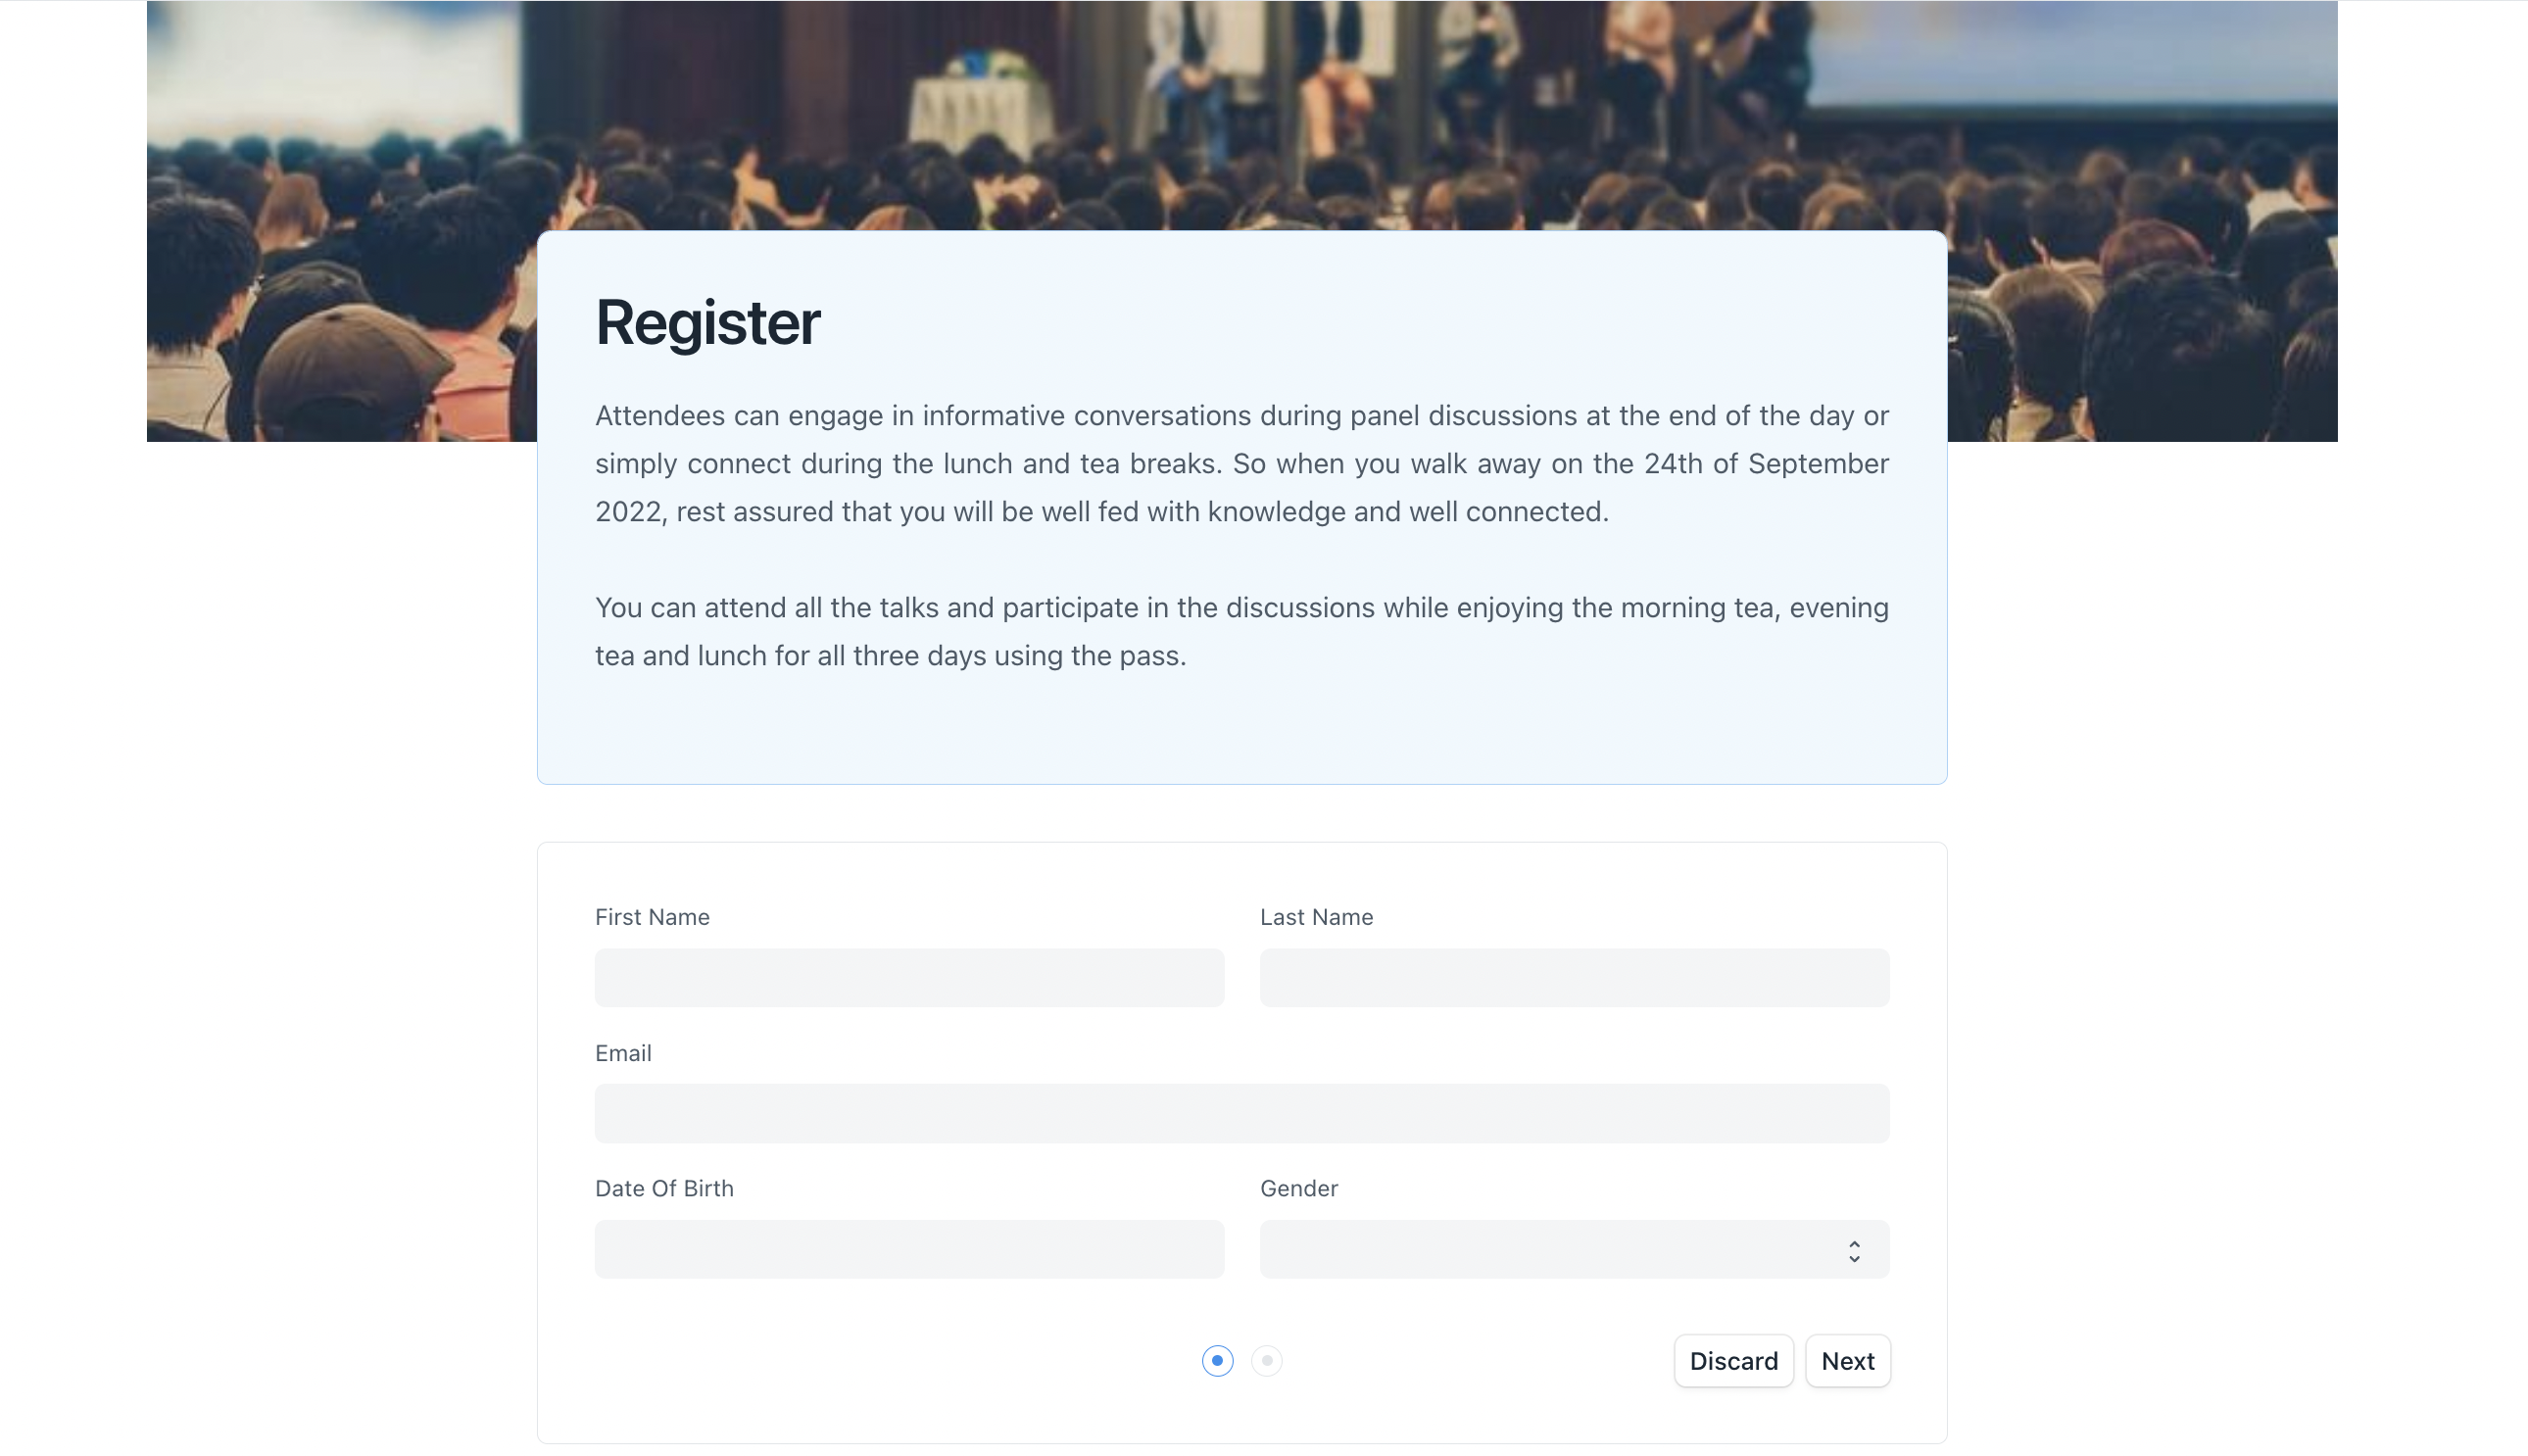 Register
Attendees can engage in informative conversations during panel discussions at the end of the day or
simply connect during the lunch and tea breaks. So when you walk away on the 24th of September
2022, rest assured that you will be well fed with knowledge and well connected.
You can attend all the talks and participate in the discussions while enjoying the morning tea, evening
tea and lunch for all three days using the pass.
First Name
Last Name
Email
Date Of Birth
Gender
Discard
Next